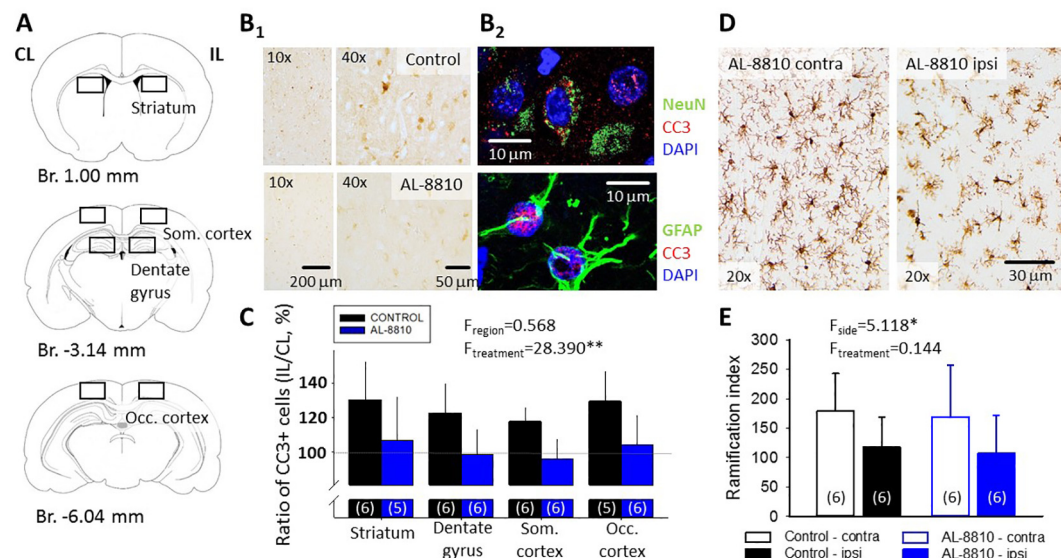 A
CL
IL
Striatum
Br. 1.00 mm
Som. cortex
Dentate
gyrus
Br. -3.14 mm
Occ. cortex
Br. -6.04 mm
B1
10x
40x
Control
10x
40x
AL-8810
200 µm
50 µm
B2
10 µm
NeuN
CC3
DAPI
10 µm
GFAP
CC3
DAPI
C
CONTROL
AL-8810
Fregion=0.568
Ftreatment=28.390**
Ratio of CC3+ cells (IL/CL, %)
140
120
100
(6)
(5)
(6)
(6)
(6)
(6)
(5)
(6)
Striatum
Dentate
gyrus
Som.
cortex
Occ.
cortex
D
AL-8810 contra
AL-8810 ipsi
20x
20x
30 µm
E
Fside=5.118*
Ftreatment=0.144
Ramification index
300
250
200
150
100
50
0
(6)
(6)
(6)
(6)
Control - contra
AL-8810 - contra
Control - ipsi
AL-8810 - ipsi